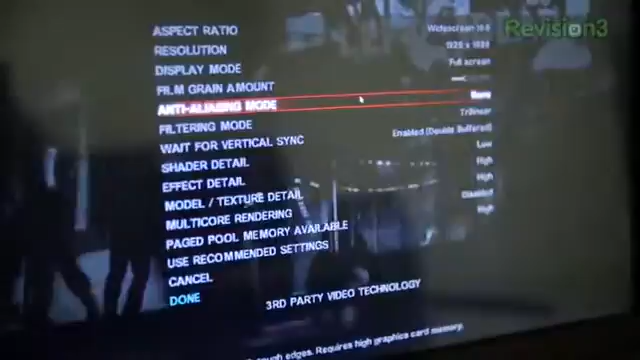 Revision3
ASPECT RATIO Widescreen 16:9
RESOLUTION
DISPLAY MODE Full screen
FILM GRAIN AMOUNT
ANTI-ALIASING MODE None
FILTERING MODE Trilinear
WAIT FOR VERTICAL SYNC Enabled (Double Buffered)
SHADER DETAIL Low
EFFECT DETAIL High
MODEL / TEXTURE DETAIL High
MULTICORE RENDERING Disabled
PAGED POOL MEMORY AVAILABLE High
USE RECOMMENDED SETTINGS
CANCEL
DONE
3RD PARTY VIDEO TECHNOLOGY
rough edges. Requires high graphics card memory.